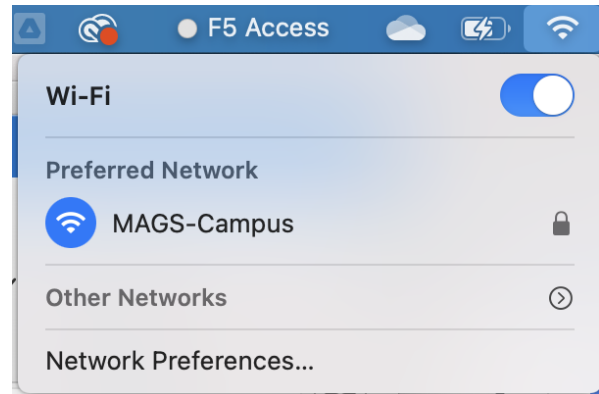 F5 Access
Wi-Fi
Preferred Network
MAGS-Campus
Other Networks
Network Preferences...